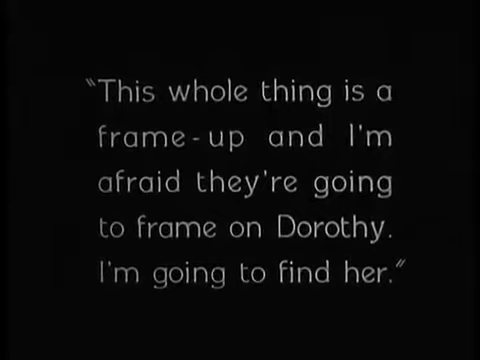 "This whole thing is a
frame-up and I'm
afraid they're going
to frame on Dorothy.
I'm going to find her."